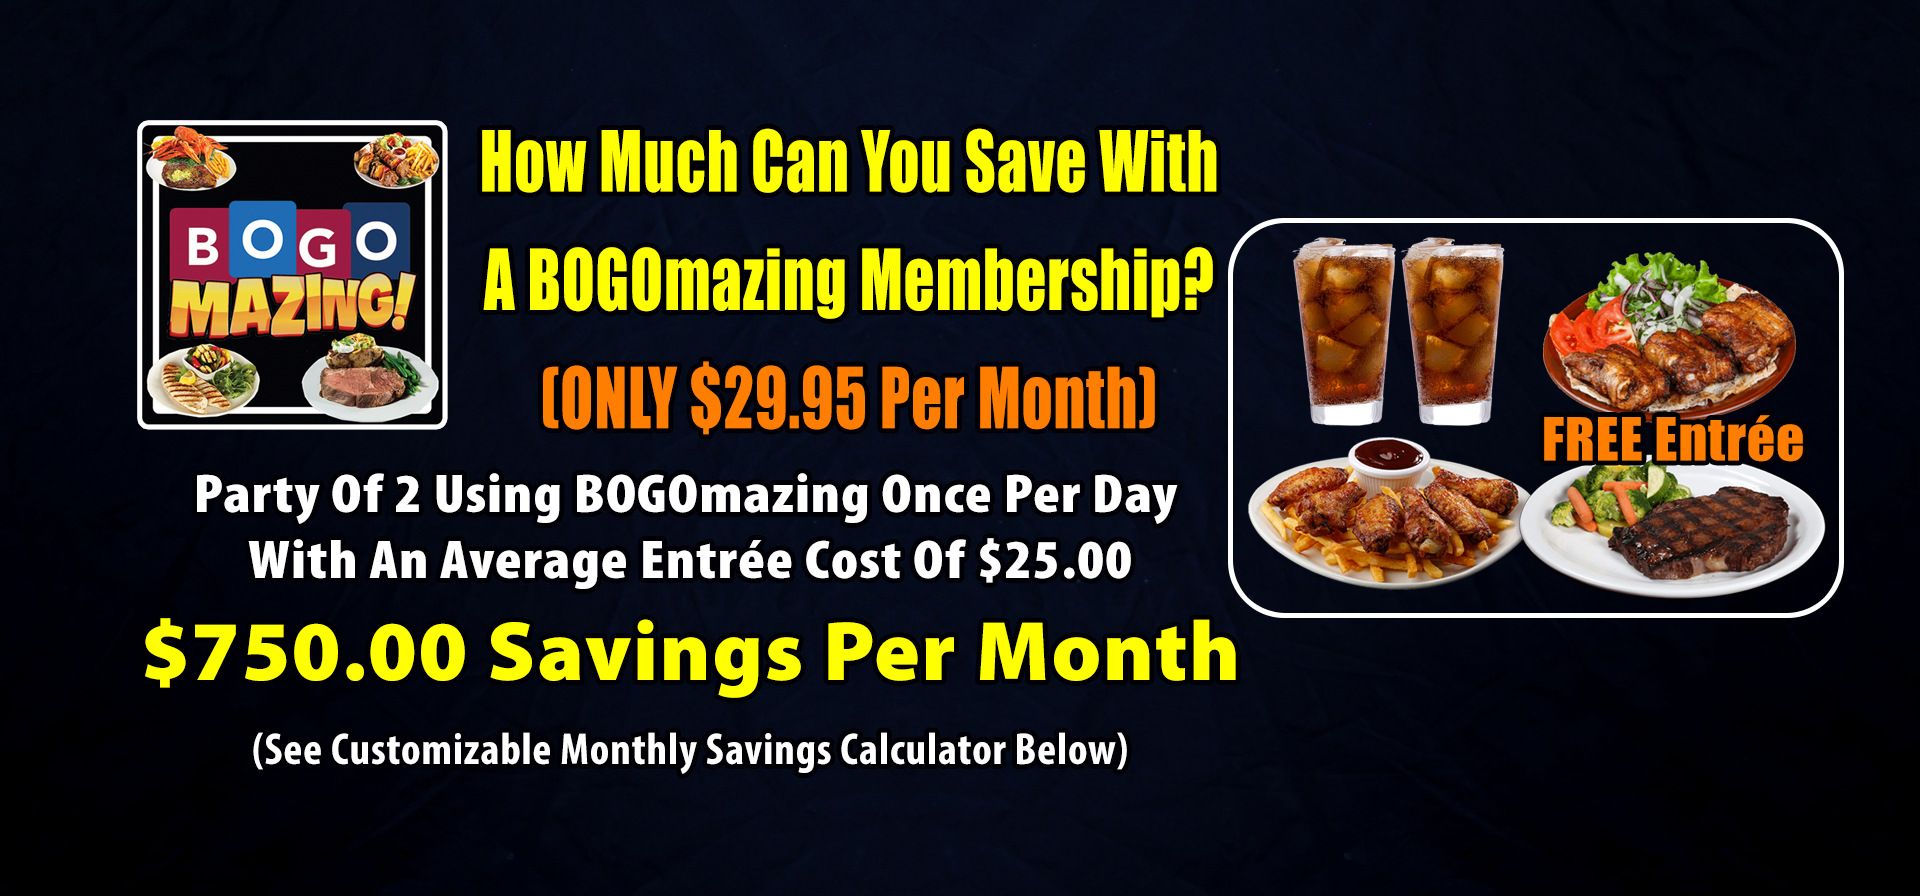 BOGO
MAZING!
How Much Can You Save With
A BOGOmazing Membership?
(ONLY $29.95 Per Month)
Party Of 2 Using BOGOmazing Once Per Day
With An Average Entrée Cost Of $25.00
$750.00 Savings Per Month
(See Customizable Monthly Savings Calculator Below)
FREE Entrée